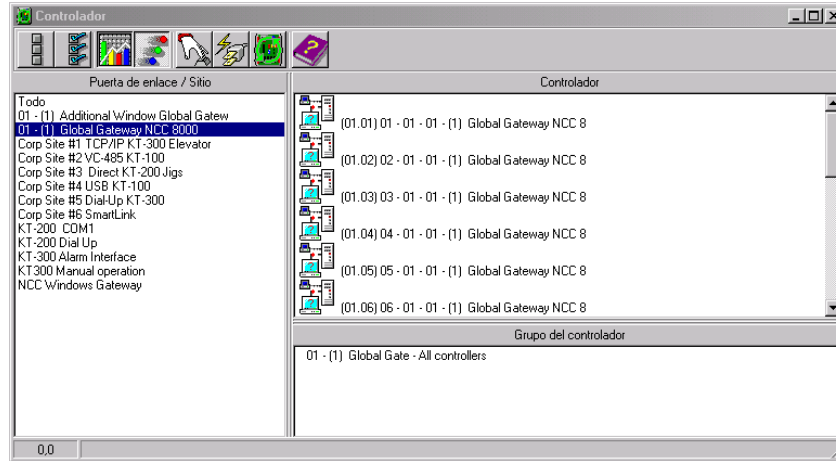 Controlador
Puerta de enlace / Sitio
Todo
01 - (1) Additional Window Global Gatew
01 - (1) Global Gateway NCC 8000
Corp Site #1 TCP/IP KT-300 Elevator
Corp Site #2 VC-485 KT-100
Corp Site #3 Direct KT-200 Jigs
Corp Site #4 USB KT-100
Corp Site #5 Dial-Up KT-300
Corp Site #6 SmartLink
KT-200 COM1
KT-200 Dial Up
KT-300 Alarm Interface
KT300 Manual operation
NCC Windows Gateway
Controlador
(01.01) 01 - 01 - 01 - (1) Global Gateway NCC 8
(01.02) 02 - 01 - 01 - (1) Global Gateway NCC 8
(01.03) 03 - 01 - 01 - (1) Global Gateway NCC 8
(01.04) 04 - 01 - 01 - (1) Global Gateway NCC 8
(01.05) 05 - 01 - 01 - (1) Global Gateway NCC 8
(01.06) 06 - 01 - 01 - (1) Global Gateway NCC 8
Grupo del controlador
01 - (1) Global Gate - All controllers
0,0